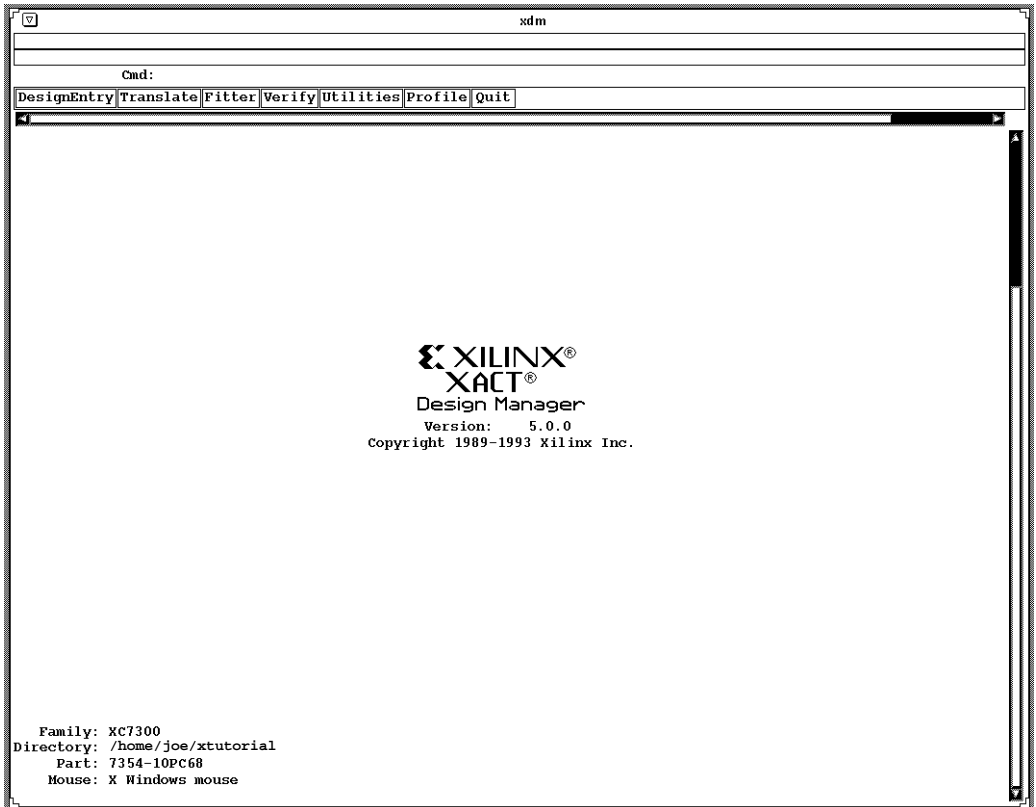 xdm
Cmd:
DesignEntry Translate Fitter Verify Utilities Profile Quit
XILINX®
XACT®
Design Manager
Version: 5.0.0
Copyright 1989-1993 Xilinx Inc.
Family: XC7300
Directory: /home/joe/xtutorial
Part: 7354-10PC68
Mouse: X Windows mouse